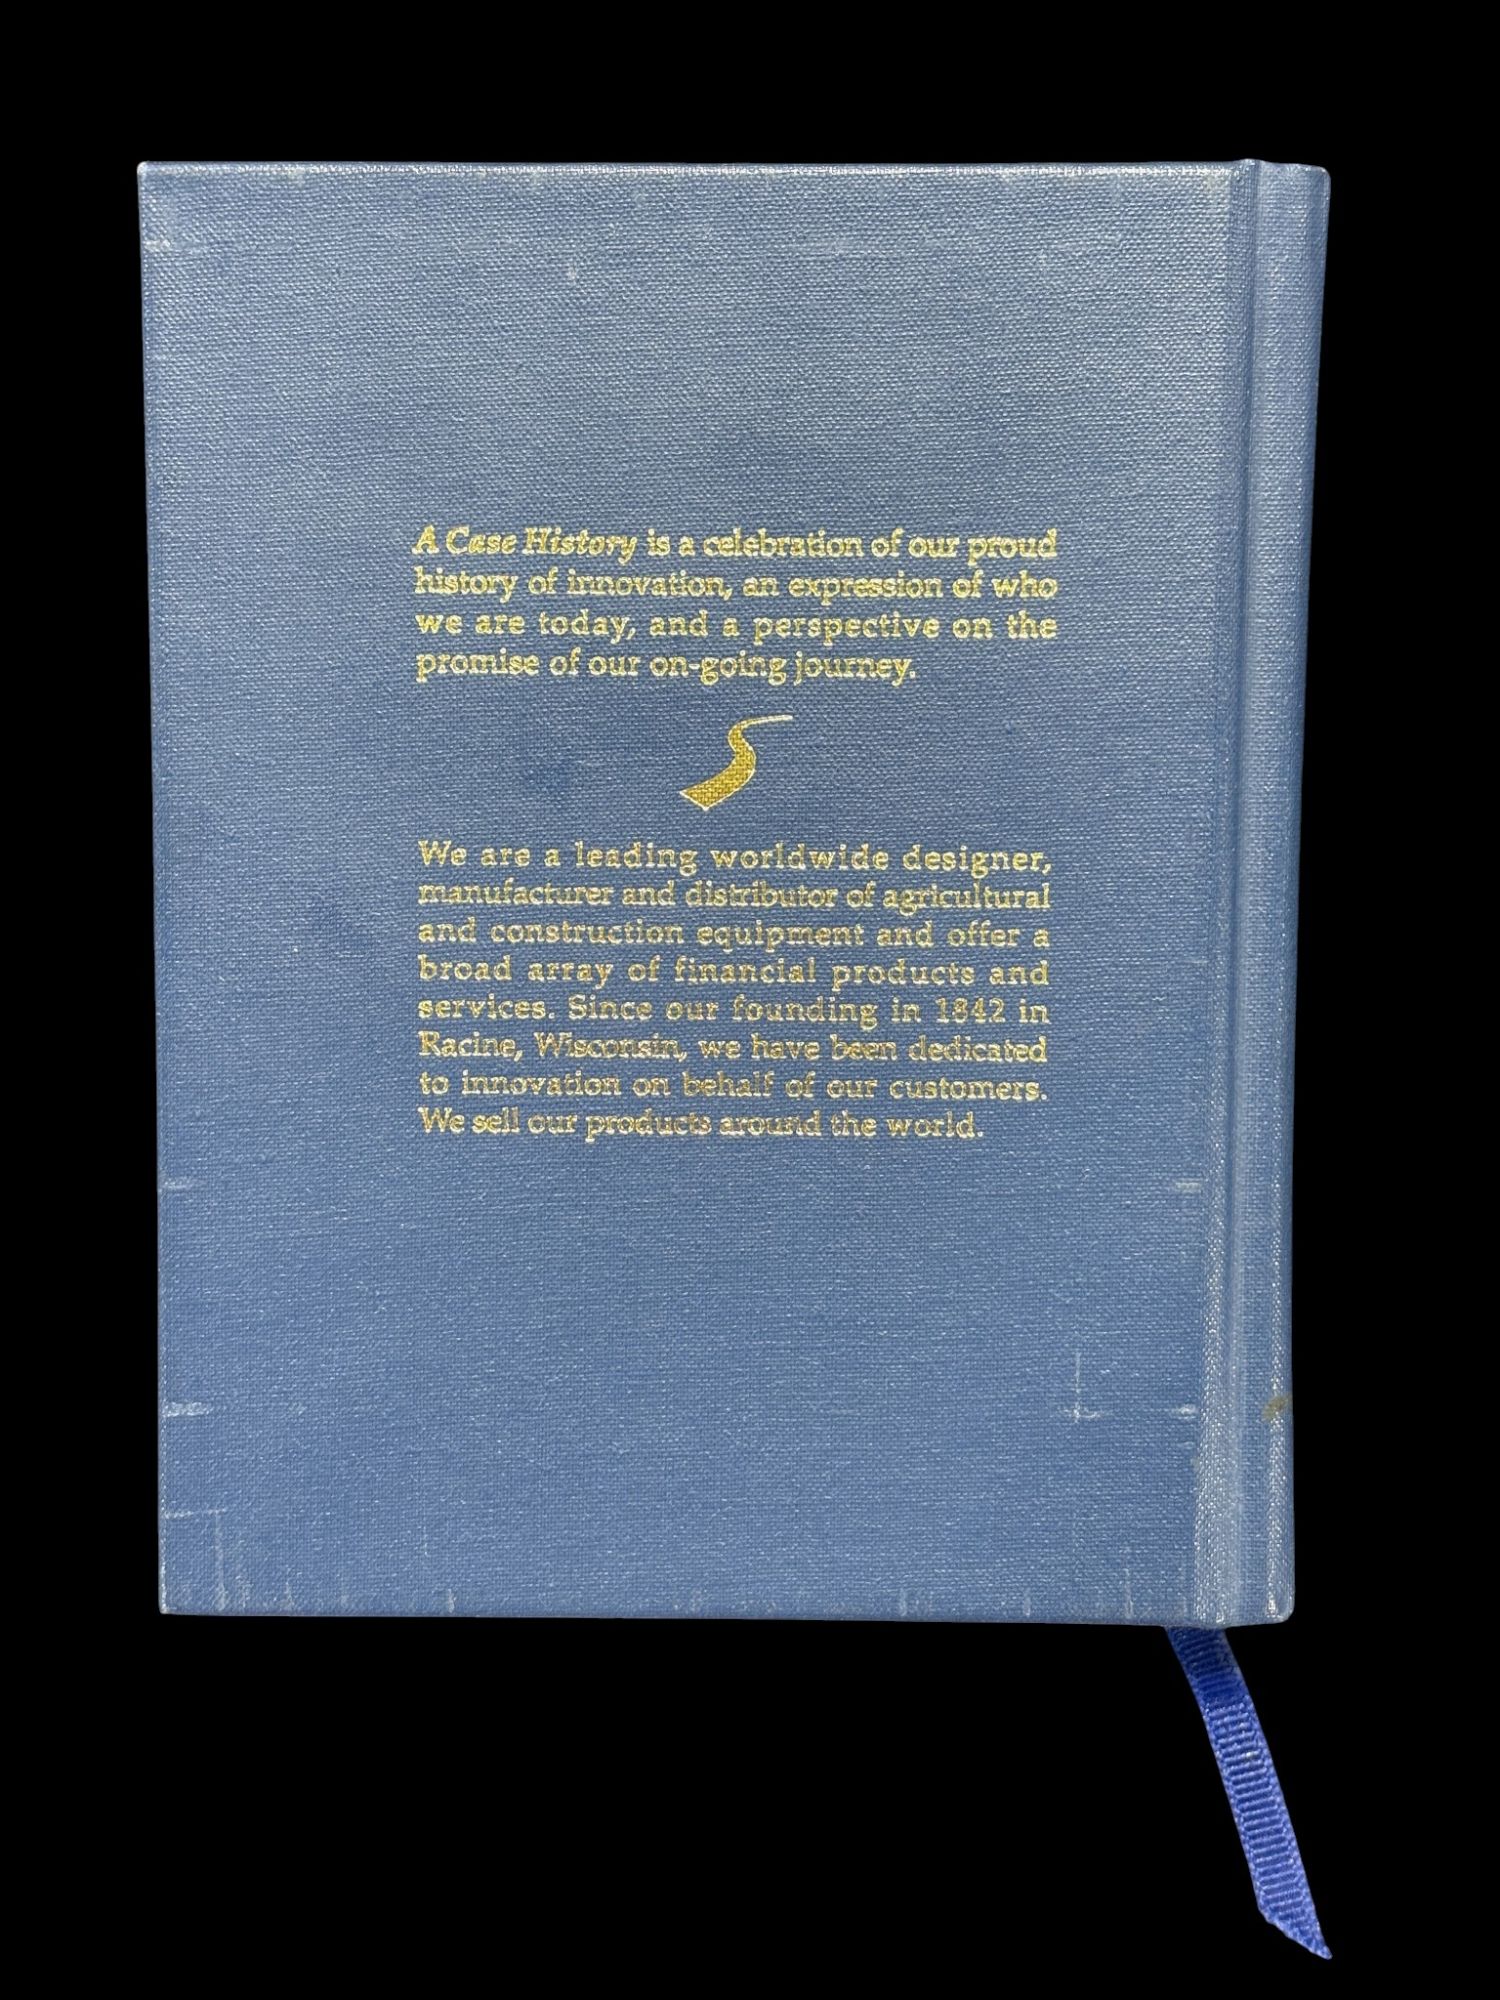 A Case History is a celebration of our proud
history of innovation, an expression of who
we are today, and a perspective on the
promise of our on-going journey.
We are a leading worldwide designer,
manufacturer and distributor of agricultural
and construction equipment and offer a
broad array of financial products and
services. Since our founding in 1842 in
Racine, Wisconsin, we have been dedicated
to innovation on behalf of our customers.
We sell our products around the world.